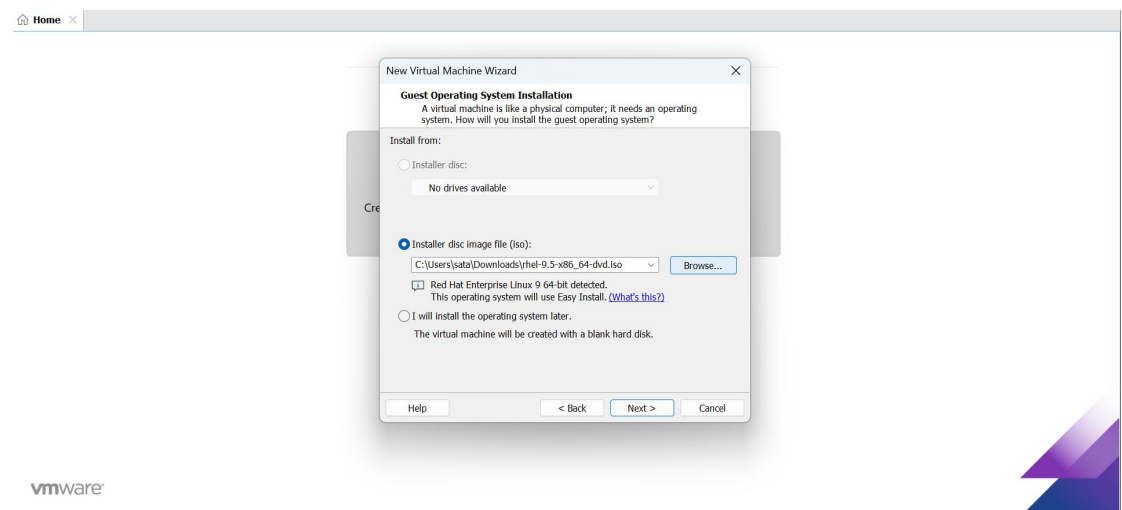 Home
New Virtual Machine Wizard
Guest Operating System Installation
A virtual machine is like a physical computer; it needs an operating
system. How will you install the guest operating system?
Install from:
Installer disc:
No drives available
Cre
Installer disc image file (iso):
C:\Users\sata\Downloads\rhel-9.5-x86_64-dvd.iso
Browse...
Red Hat Enterprise Linux 9 64-bit detected.
This operating system will use Easy Install. (What's this?)
I will install the operating system later.
The virtual machine will be created with a blank hard disk.
Help
< Back
Next >
Cancel
vmware